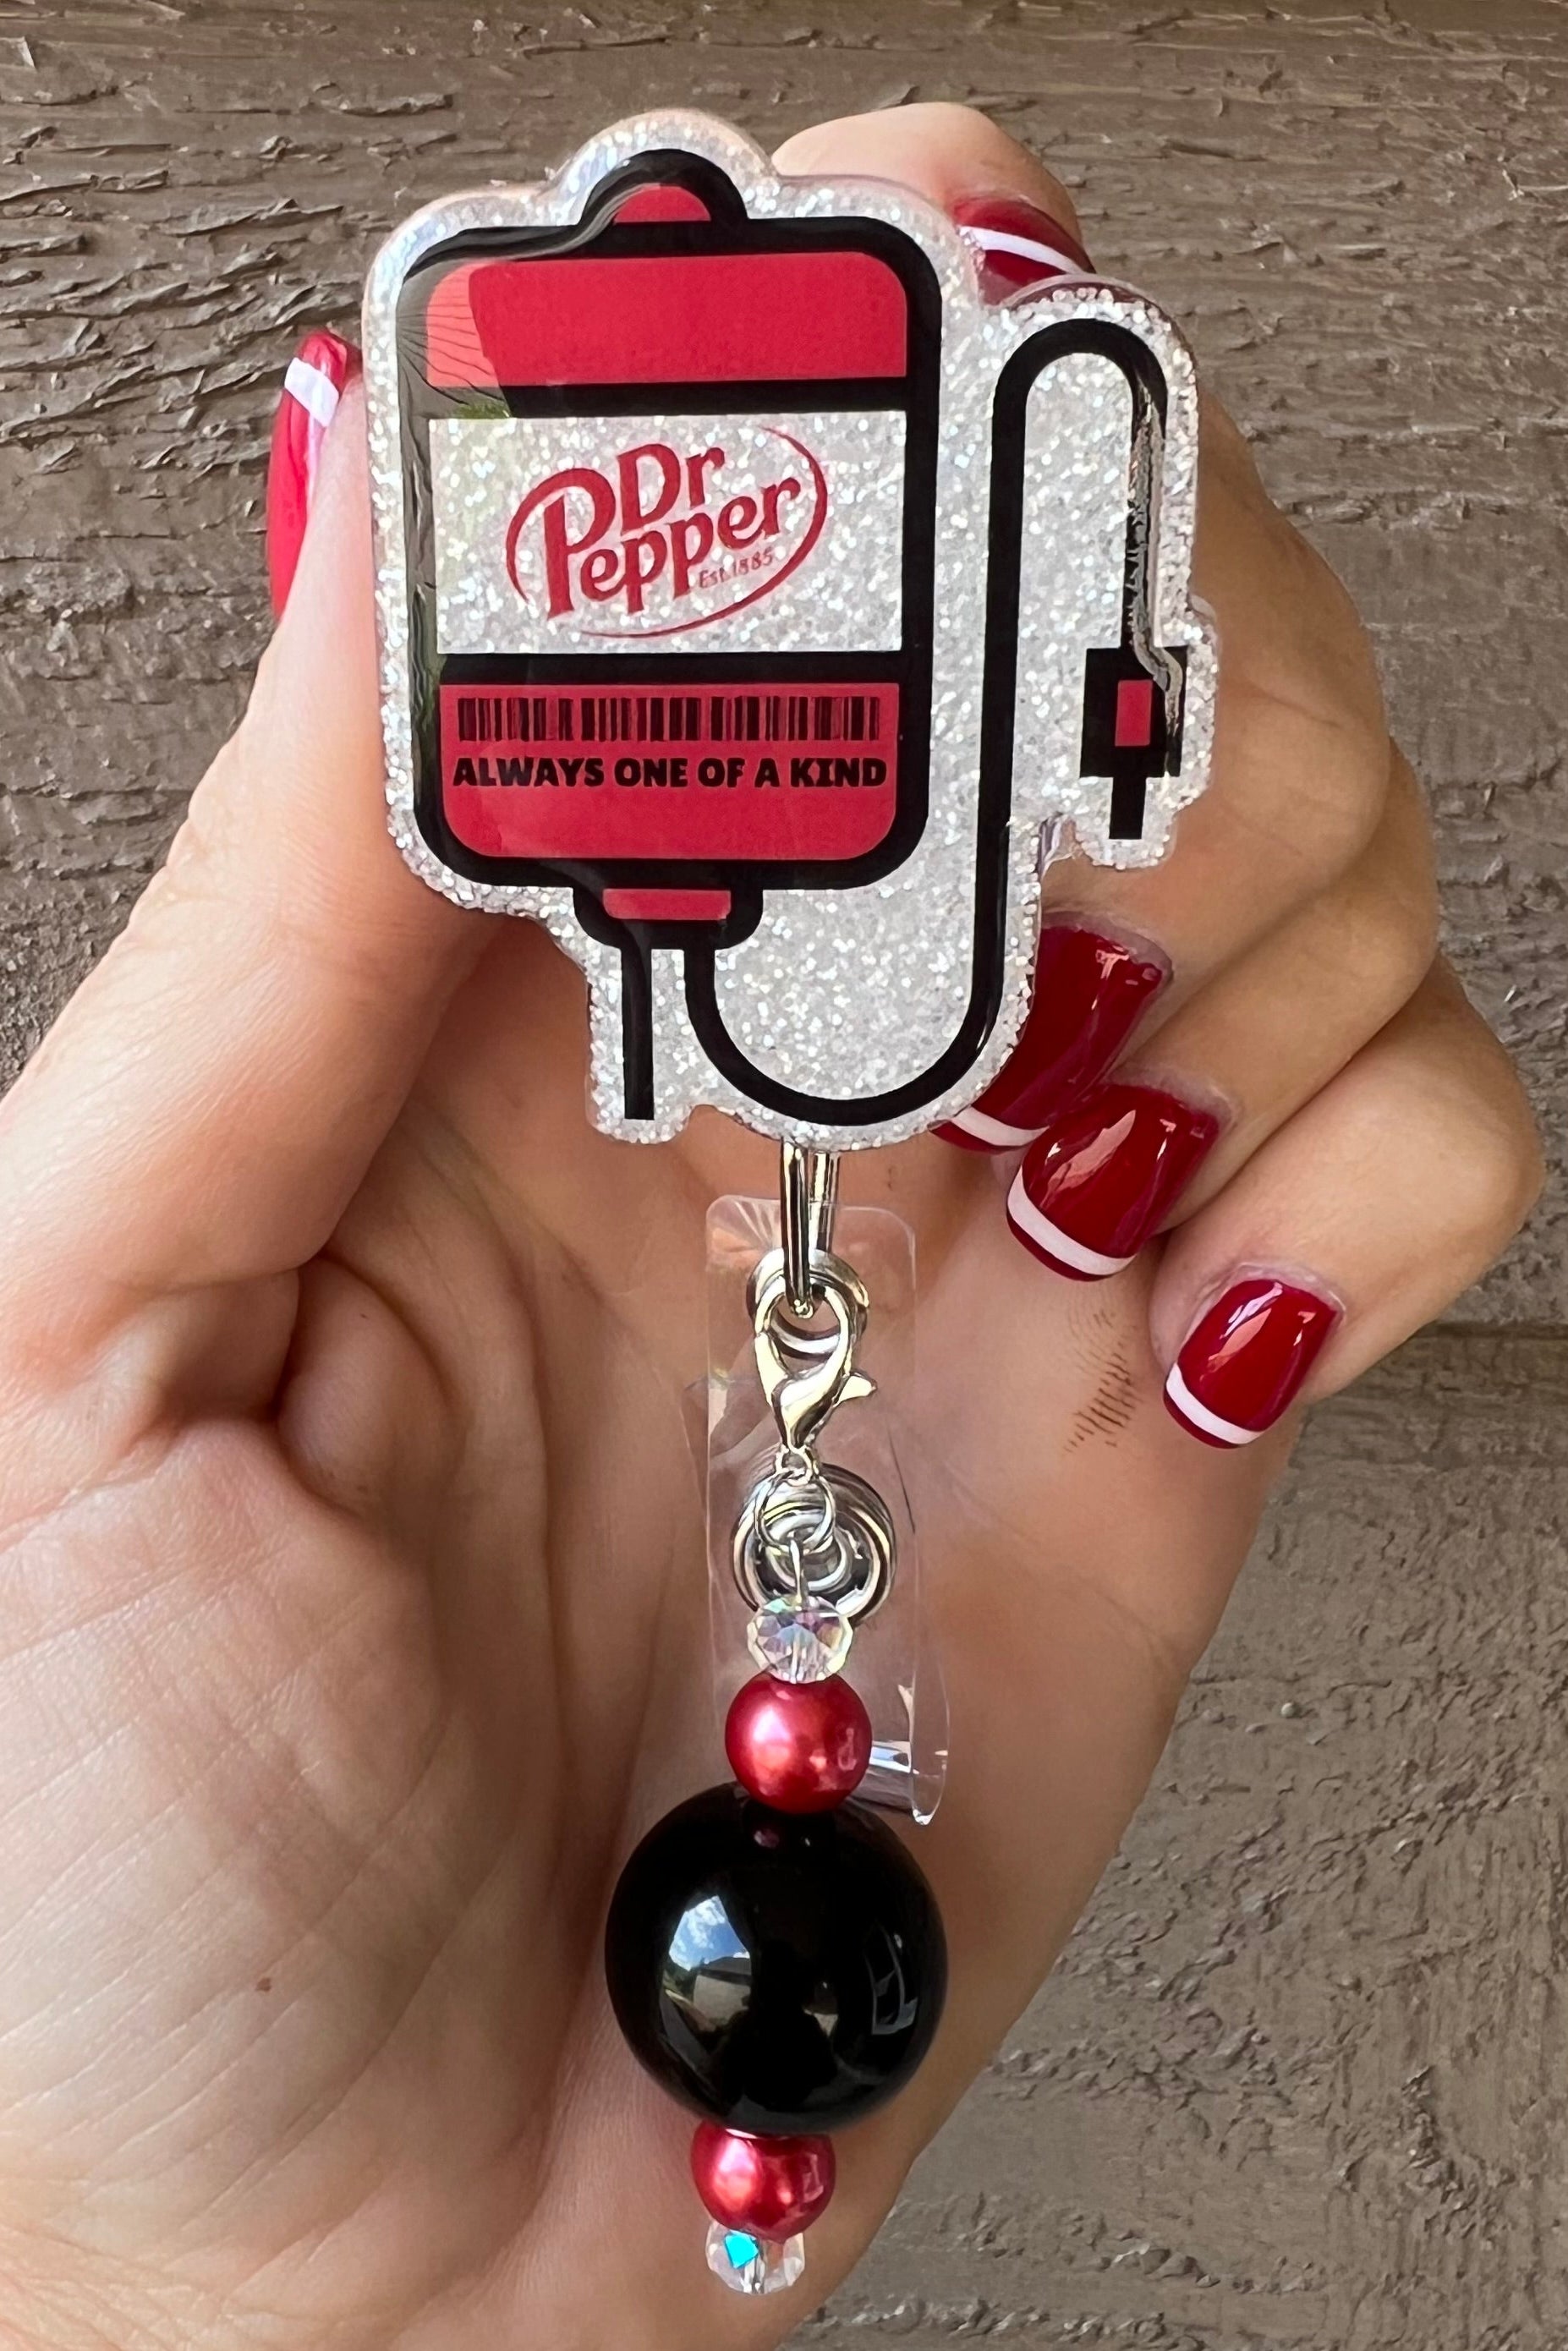 Dr
Pepper
Est. 1885
ALWAYS ONE OF A KIND